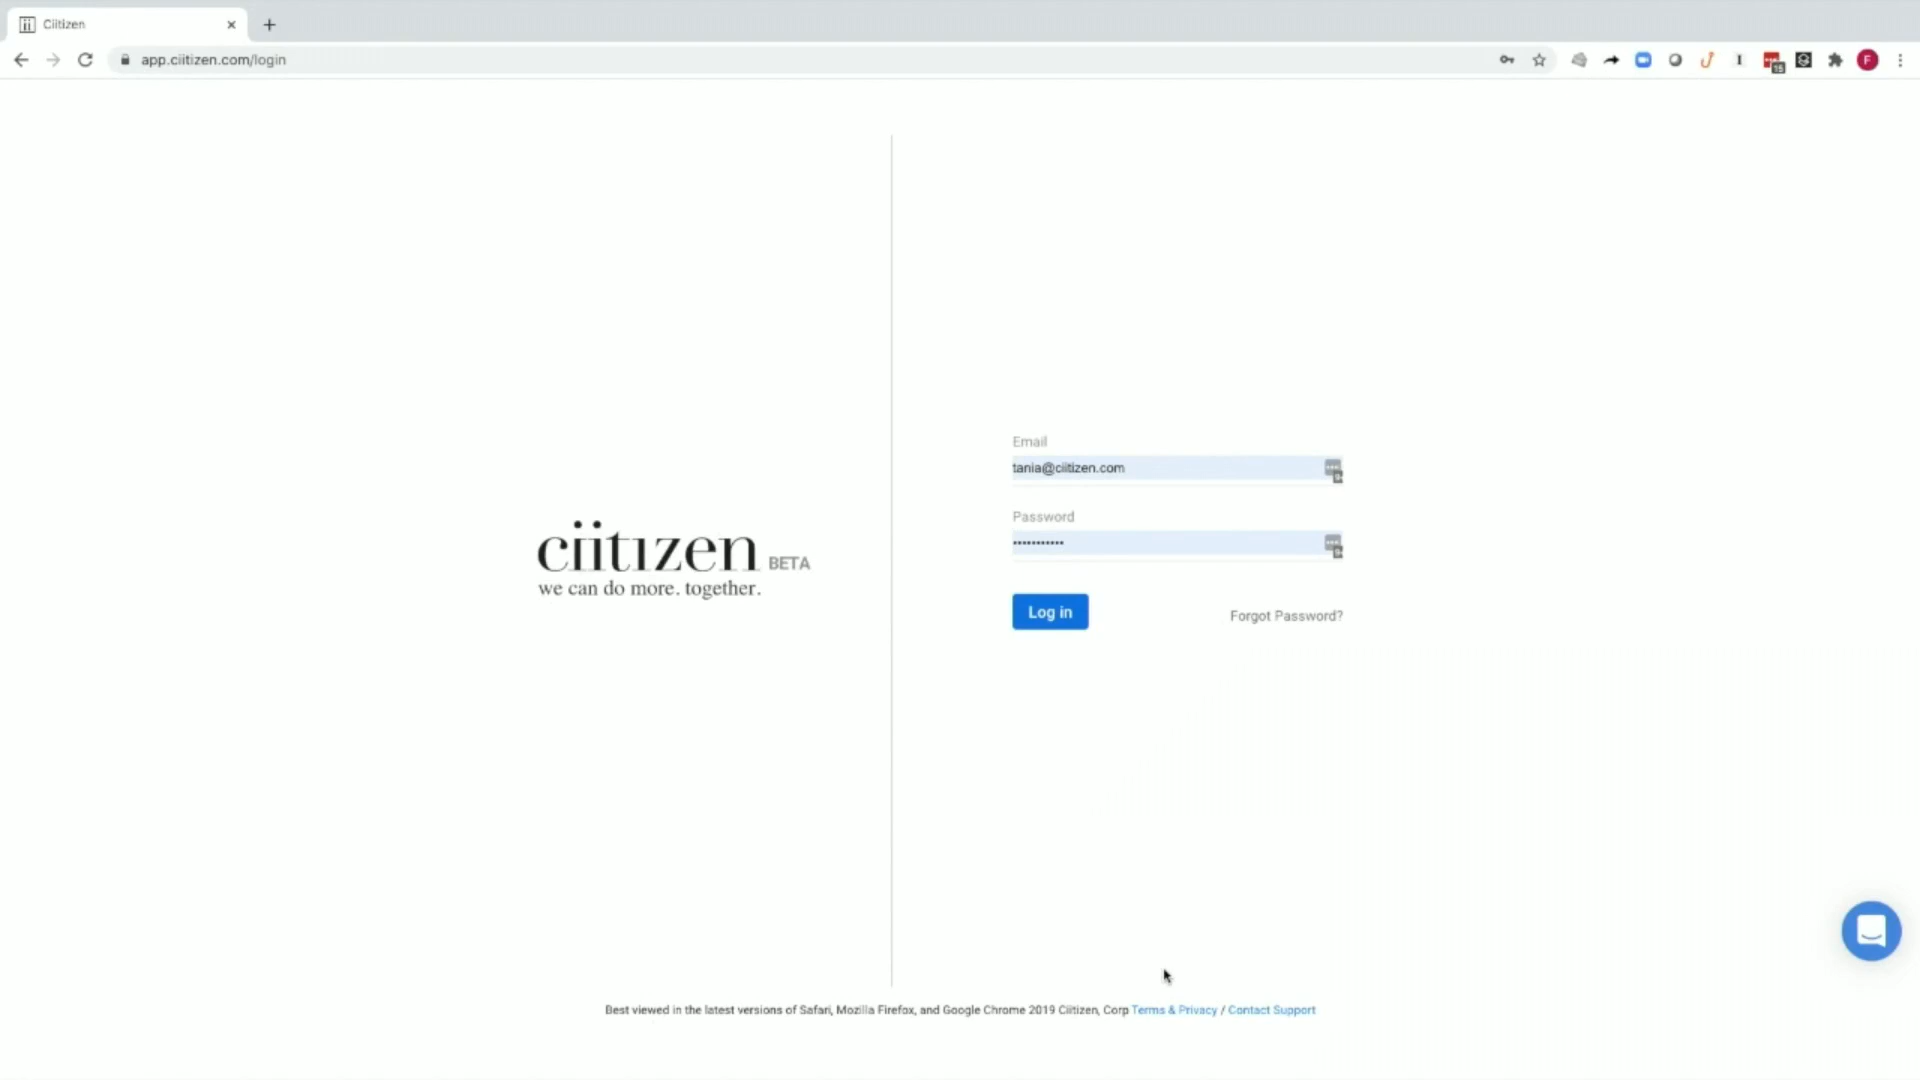 Ciitizen
app.ciitizen.com/login
F
15
Email
tania@ciitizen.com
Password
•••••••••••
Log in
Forgot Password?
ciitizen BETA
we can do more. together.
Best viewed in the latest versions of Safari, Mozilla Firefox, and Google Chrome 2019 Ciitizen, Corp Terms & Privacy / Contact Support